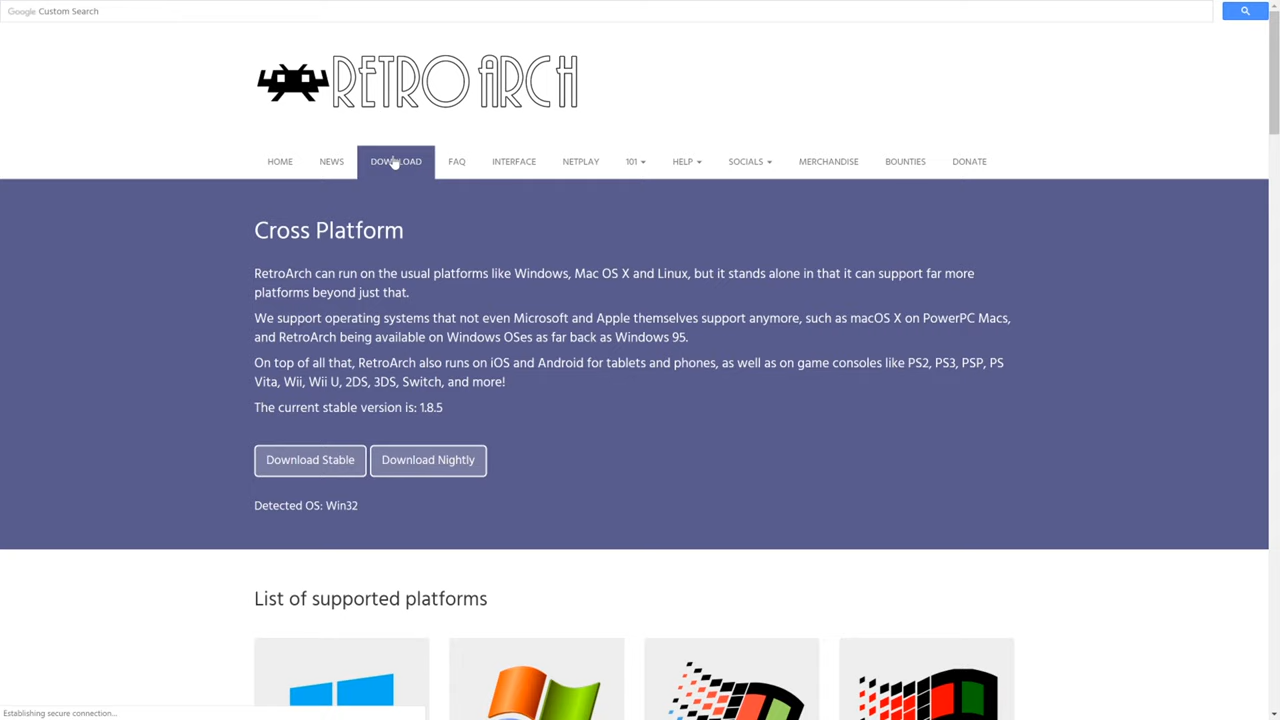 Google Custom Search
RETROARCH
HOME NEWS DOWNLOAD FAQ INTERFACE NETPLAY 101 HELP SOCIALS MERCHANDISE BOUNTIES DONATE
Cross Platform
RetroArch can run on the usual platforms like Windows, Mac OS X and Linux, but it stands alone in that it can support far more
platforms beyond just that.
We support operating systems that not even Microsoft and Apple themselves support anymore, such as macOS X on PowerPC Macs,
and RetroArch being available on Windows OSes as far back as Windows 95.
On top of all that, RetroArch also runs on iOS and Android for tablets and phones, as well as on game consoles like PS2, PS3, PSP, PS
Vita, Wii, Wii U, 2DS, 3DS, Switch, and more!
The current stable version is: 1.8.5
Download Stable Download Nightly
Detected OS: Win32
List of supported platforms
Establishing secure connection...